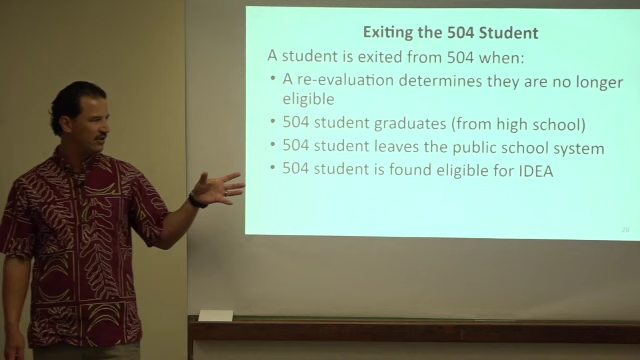 Exiting the 504 Student
A student is exited from 504 when:
• A re-evaluation determines they are no longer
eligible
• 504 student graduates (from high school)
• 504 student leaves the public school system
• 504 student is found eligible for IDEA